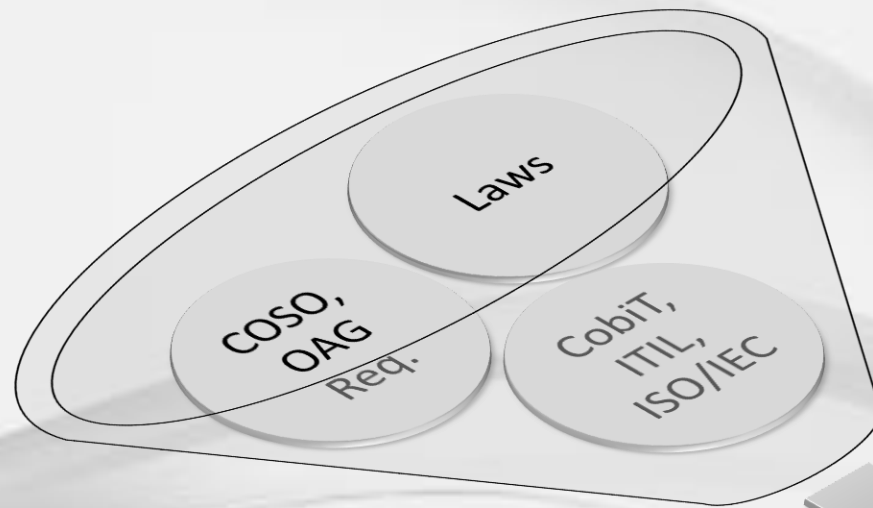 Laws
COSO,
OAG
Req.
CobiT,
ITIL,
ISO/IEC